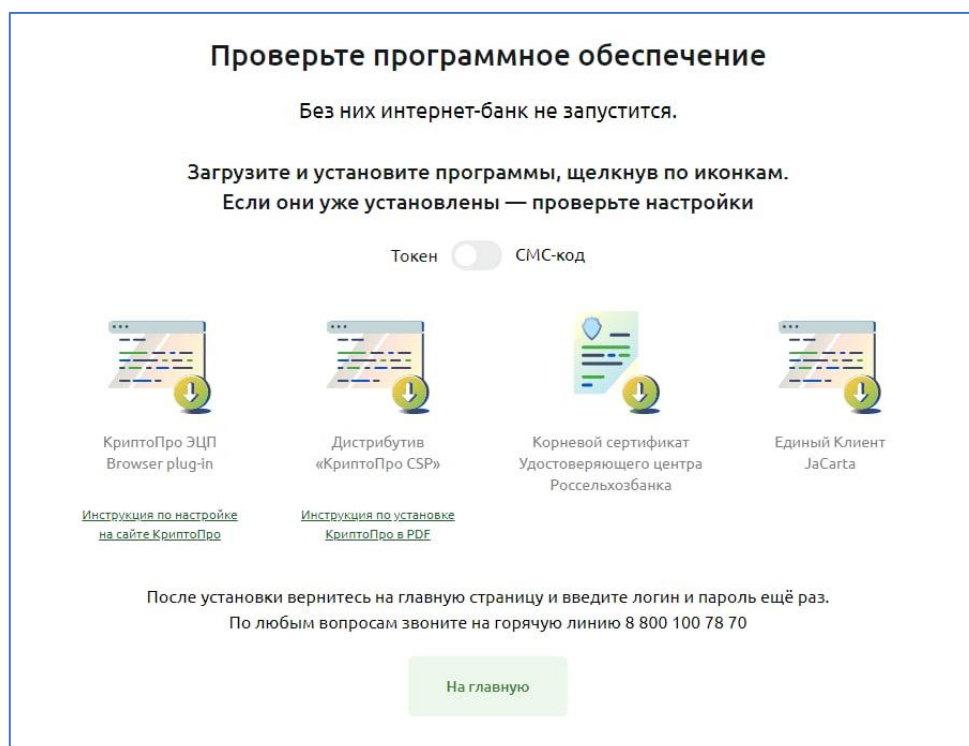 Проверьте программное обеспечение
Без них интернет-банк не запустится.
Загрузите и установите программы, щелкнув по иконкам.
Если они уже установлены — проверьте настройки
Токен СМС-код
КриптоПро ЭЦП
Browser plug-in
Дистрибутив
«КриптоПро CSP»
Корневой сертификат
Удостоверяющего центра
Россельхозбанка
Единый Клиент
JaCarta
Инструкция по настройке
на сайте КриптоПро
Инструкция по установке
КриптоПро в PDF
После установки вернитесь на главную страницу и введите логин и пароль ещё раз.
По любым вопросам звоните на горячую линию 8 800 100 78 70
На главную